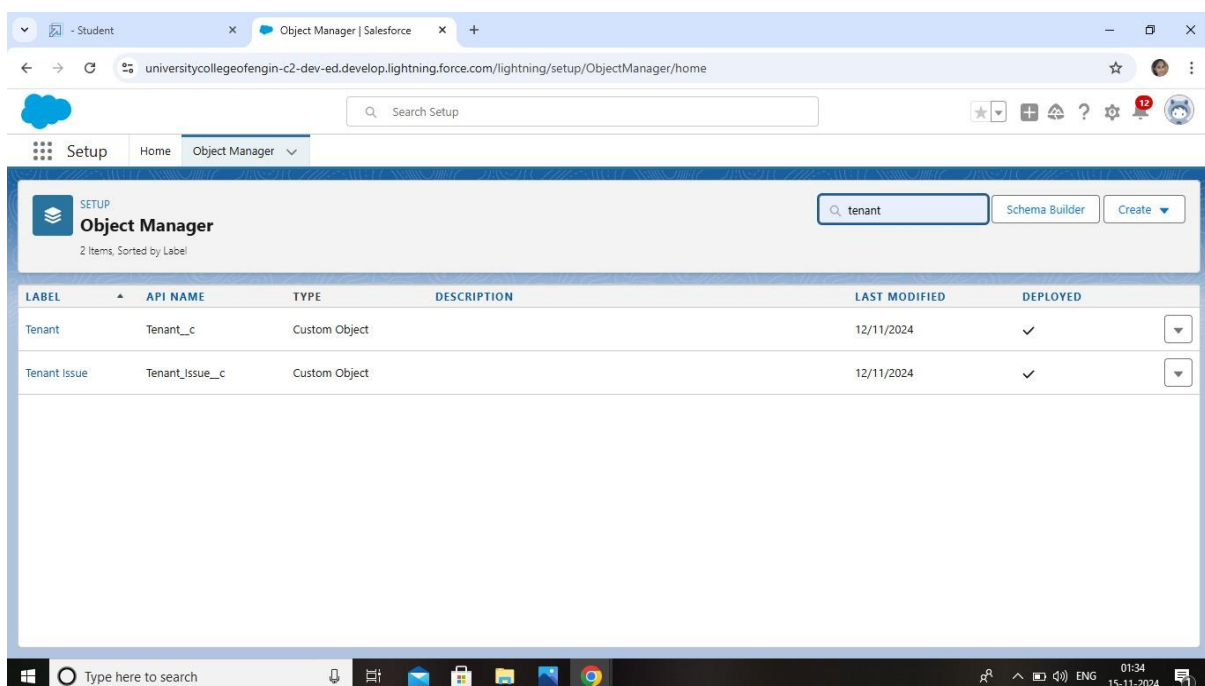 - Student
Object Manager | Salesforce
universitycollegeofengin-c2-dev-ed.develop.lightning.force.com/lightning/setup/ObjectManager/home
Search Setup
12
Setup Home Object Manager
SETUP
Object Manager
2 Items, Sorted by Label
tenant
Schema Builder
Create
LABEL API NAME TYPE DESCRIPTION LAST MODIFIED DEPLOYED
Tenant Tenant__c Custom Object 12/11/2024
Tenant Issue Tenant_Issue__c Custom Object 12/11/2024
Type here to search
ENG
01:34
15-11-2024
1